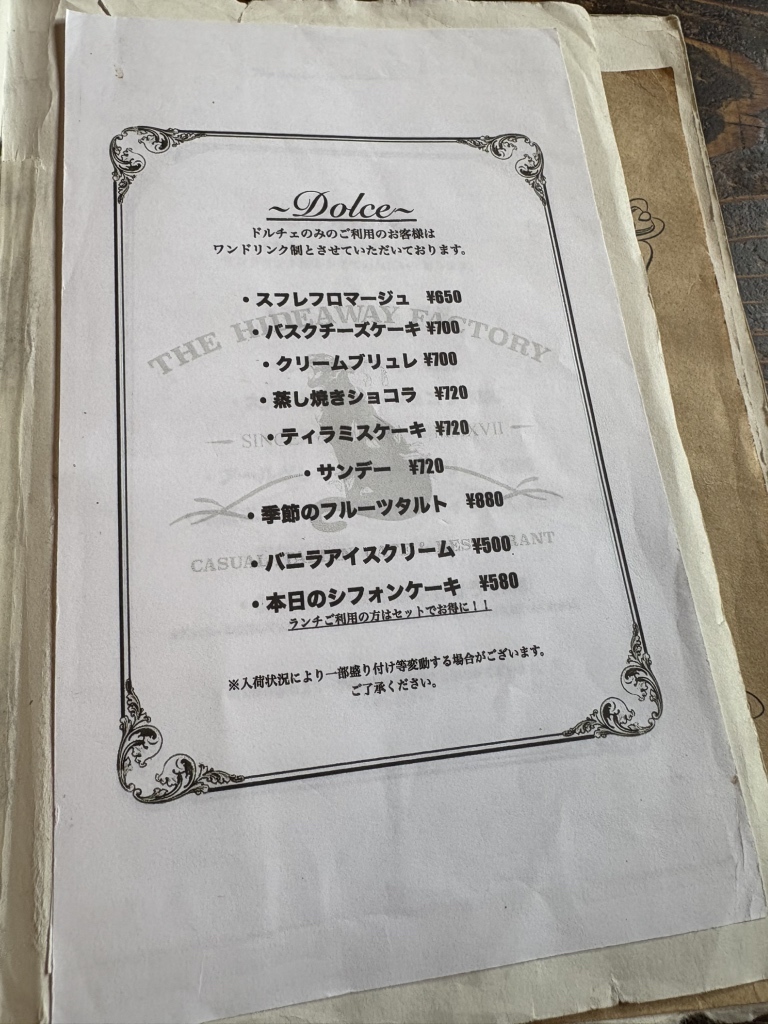 ~Dolce~
ドルチェのみのご利用のお客様は
ワンドリンク制とさせていただいております。
・スフレフロマージュ ¥650
・バスクチーズケーキ ¥700
THE HIDEAWAY FACTORY
・クリームブリュレ ¥700
・蒸し焼きショコラ ¥720
・ティラミスケーキ ¥720
・サンデー ¥720
・季節のフルーツタルト ¥880
・バニラアイスクリーム ¥500
CASUAL RESTAURANT
・本日のシフォンケーキ ¥580
ランチご利用の方はセットでお得に！！
※入荷状況により一部盛り付け等変動する場合がございます。
ご了承ください。